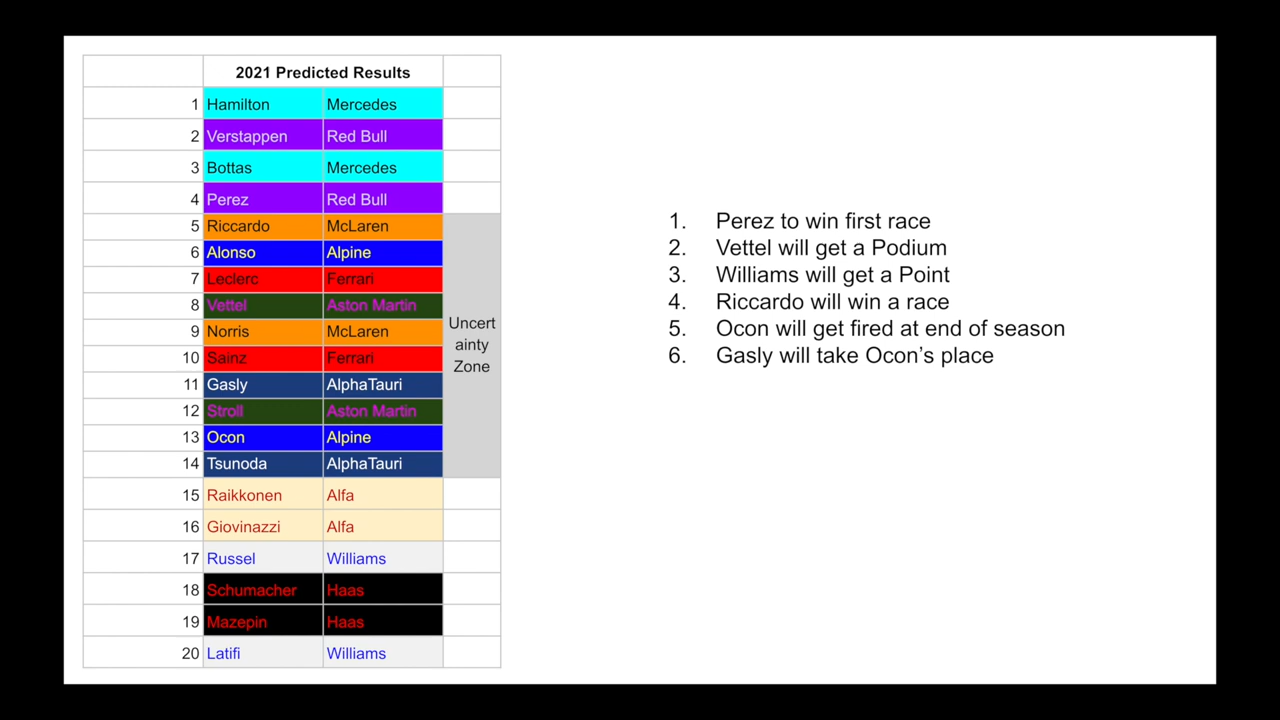 2021 Predicted Results
1 Hamilton Mercedes
2 Verstappen Red Bull
3 Bottas Mercedes
4 Perez Red Bull
5 Riccardo McLaren
6 Alonso Alpine
7 Leclerc Ferrari
8 Vettel Aston Martin
9 Norris McLaren
10 Sainz Ferrari
11 Gasly AlphaTauri
12 Stroll Aston Martin
13 Ocon Alpine
14 Tsunoda AlphaTauri
Uncert
ainty
Zone
15 Raikkonen Alfa
16 Giovinazzi Alfa
17 Russel Williams
18 Schumacher Haas
19 Mazepin Haas
20 Latifi Williams
1. Perez to win first race
2. Vettel will get a Podium
3. Williams will get a Point
4. Riccardo will win a race
5. Ocon will get fired at end of season
6. Gasly will take Ocon’s place